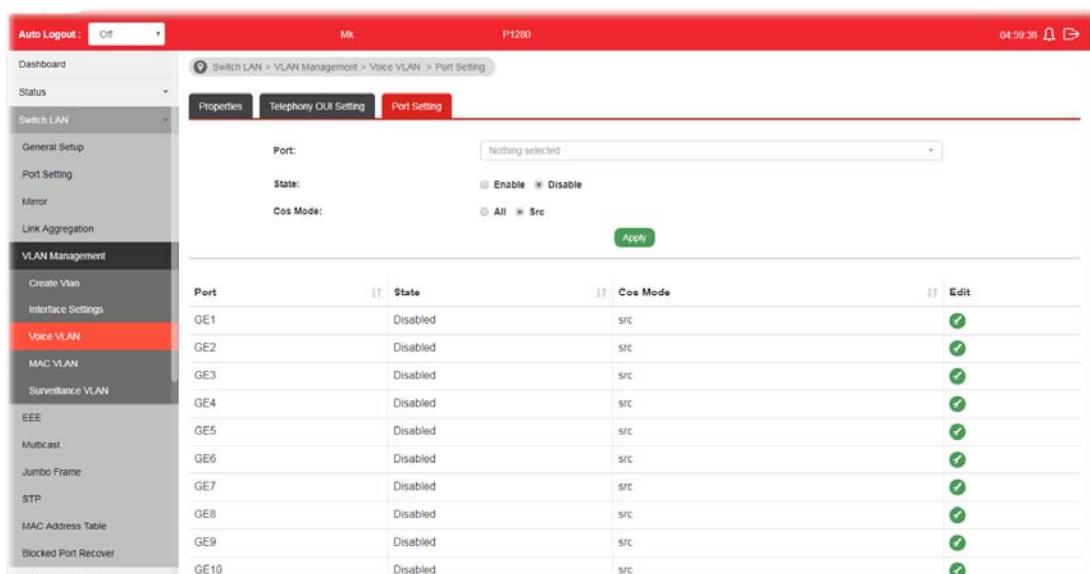 Auto Logout : Off Mk P1280 04:59:38
Dashboard
Status
Switch LAN
General Setup
Port Setting
Mirror
Link Aggregation
VLAN Management
Create Vlan
Interface Settings
Voice VLAN
MAC VLAN
Surveillance VLAN
EEE
Multicast
Jumbo Frame
STP
MAC Address Table
Blocked Port Recover
Switch LAN > VLAN Management > Voice VLAN > Port Setting
Properties Telephony OUI Setting Port Setting
Port: Nothing selected
State: Enable Disable
Cos Mode: All Src
Apply
Port State Cos Mode Edit
GE1 Disabled src
GE2 Disabled src
GE3 Disabled src
GE4 Disabled src
GE5 Disabled src
GE6 Disabled src
GE7 Disabled src
GE8 Disabled src
GE9 Disabled src
GE10 Disabled src